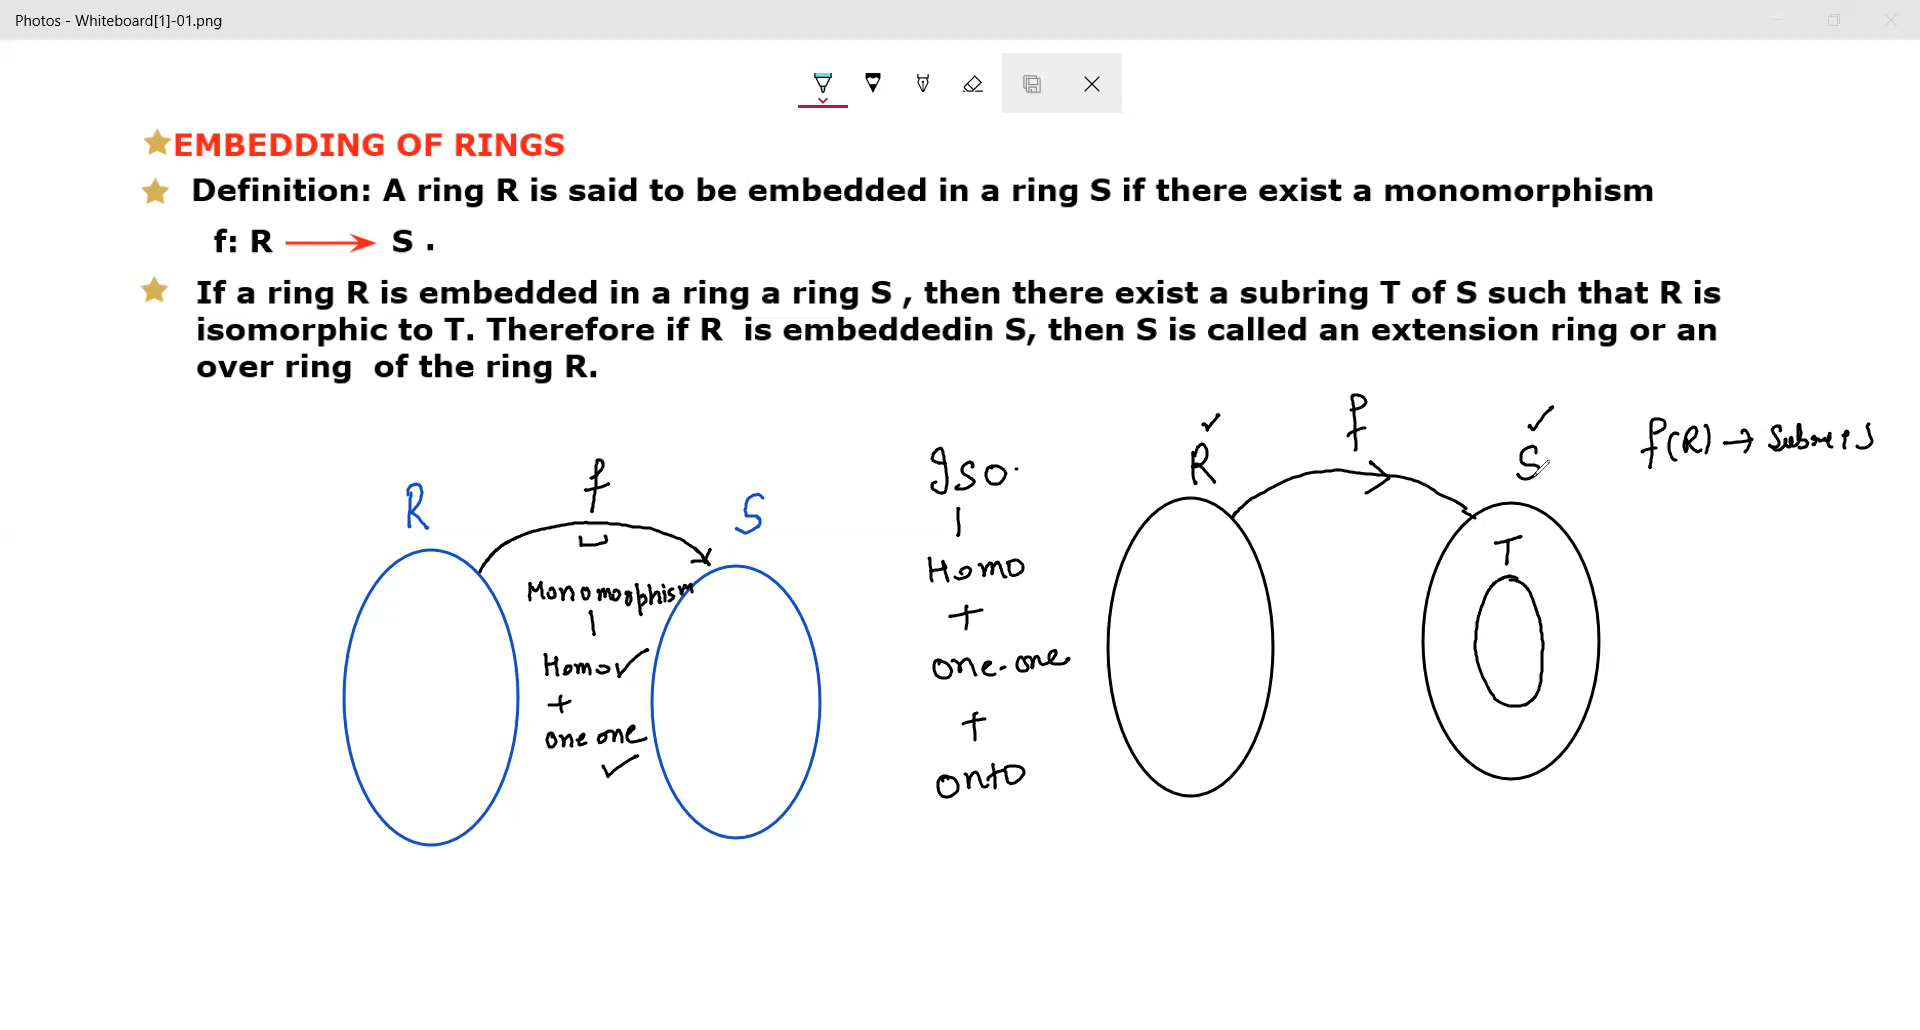 Photos - Whiteboard[1]-01.png
EMBEDDING OF RINGS
Definition: A ring R is said to be embedded in a ring S if there exist a monomorphism
f: R ⟶ S .
If a ring R is embedded in a ring a ring S , then there exist a subring T of S such that R is
isomorphic to T. Therefore if R is embeddedin S, then S is called an extension ring or an
over ring of the ring R.
R f S
Monomorphism
Homo ✓
+
one one
✓
Iso.
Homo
+
one-one
+
onto
✓ f ✓
R S
T
f(R) →